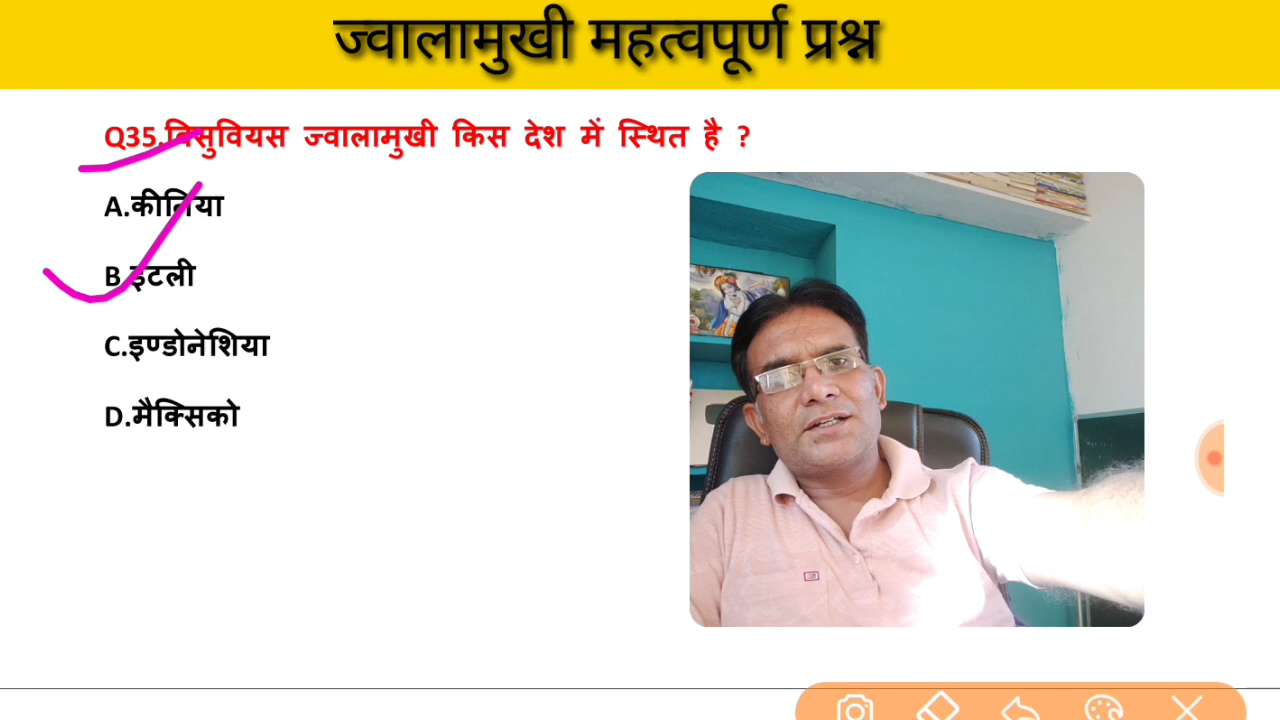 ज्वालामुखी महत्वपूर्ण प्रश्न
Q35.विसुवियस ज्वालामुखी किस देश में स्थित है ?
A.कीनिया
B.इटली
C.इण्डोनेशिया
D.मैक्सिको